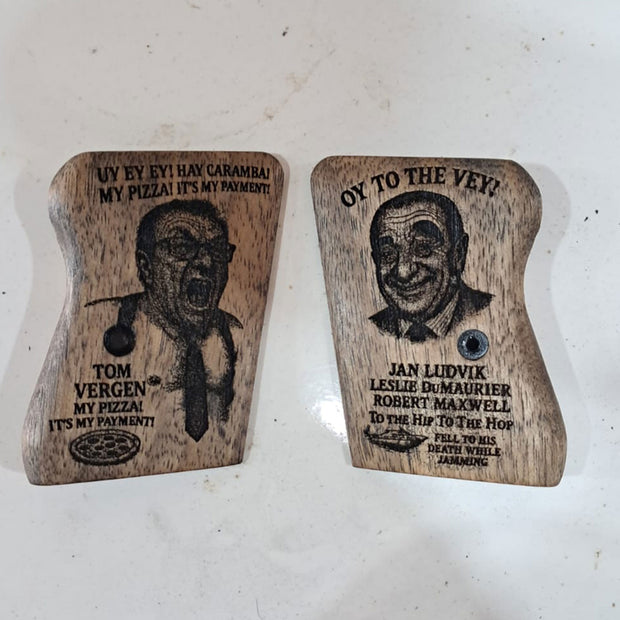 UY EY EY! HAY CARAMBA!
MY PIZZA! IT'S MY PAYMENT!
TOM
VERGEN
MY PIZZA!
IT'S MY PAYMENT!
OY TO THE VEY!
JAN LUDVIK
LESLIE DuMAURIER
ROBERT MAXWELL
TO THE HIP TO THE HOP
FELL TO HIS
DEATH WHILE
JAMMING